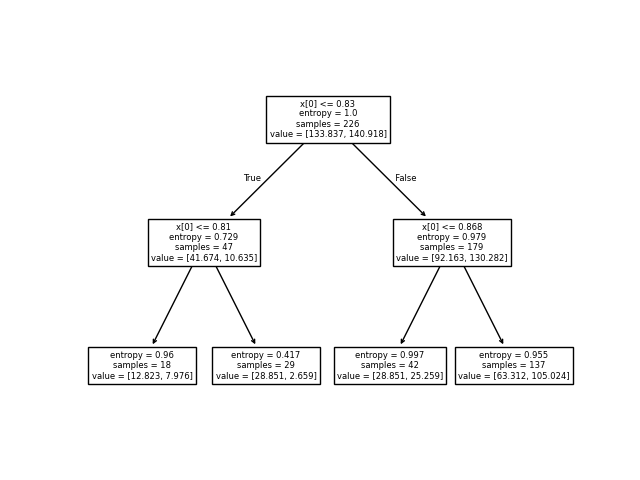 x[0] <= 0.83
entropy = 1.0
samples = 226
value = [133.837, 140.918]
True
False
x[0] <= 0.81
entropy = 0.729
samples = 47
value = [41.674, 10.635]
x[0] <= 0.868
entropy = 0.979
samples = 179
value = [92.163, 130.282]
entropy = 0.96
samples = 18
value = [12.823, 7.976]
entropy = 0.417
samples = 29
value = [28.851, 2.659]
entropy = 0.997
samples = 42
value = [28.851, 25.259]
entropy = 0.955
samples = 137
value = [63.312, 105.024]